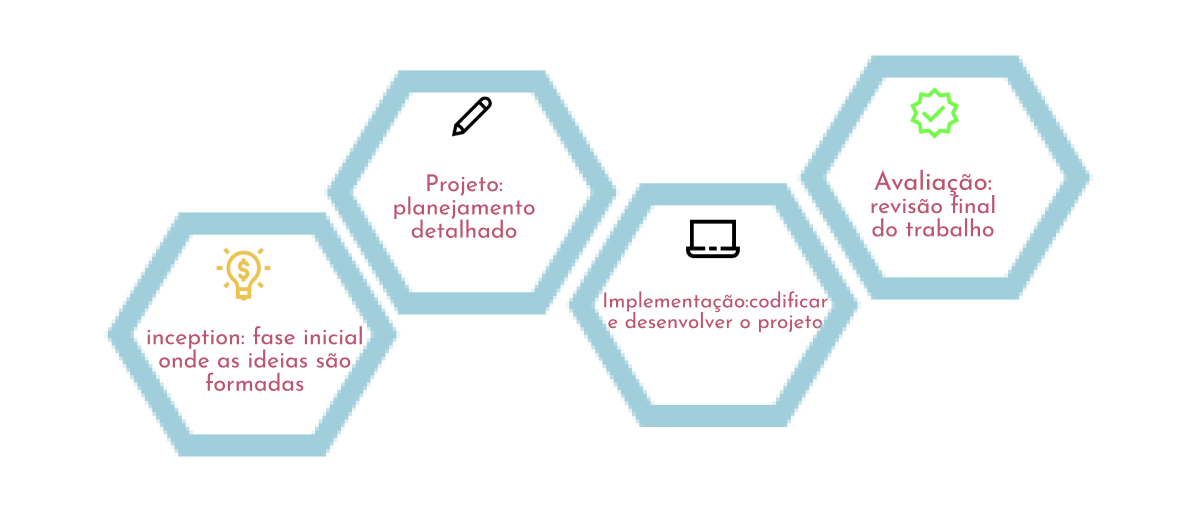 inception: fase inicial
onde as ideias são
formadas
Projeto:
planejamento
detalhado
Implementação:codificar
e desenvolver o projeto
Avaliação:
revisão final
do trabalho